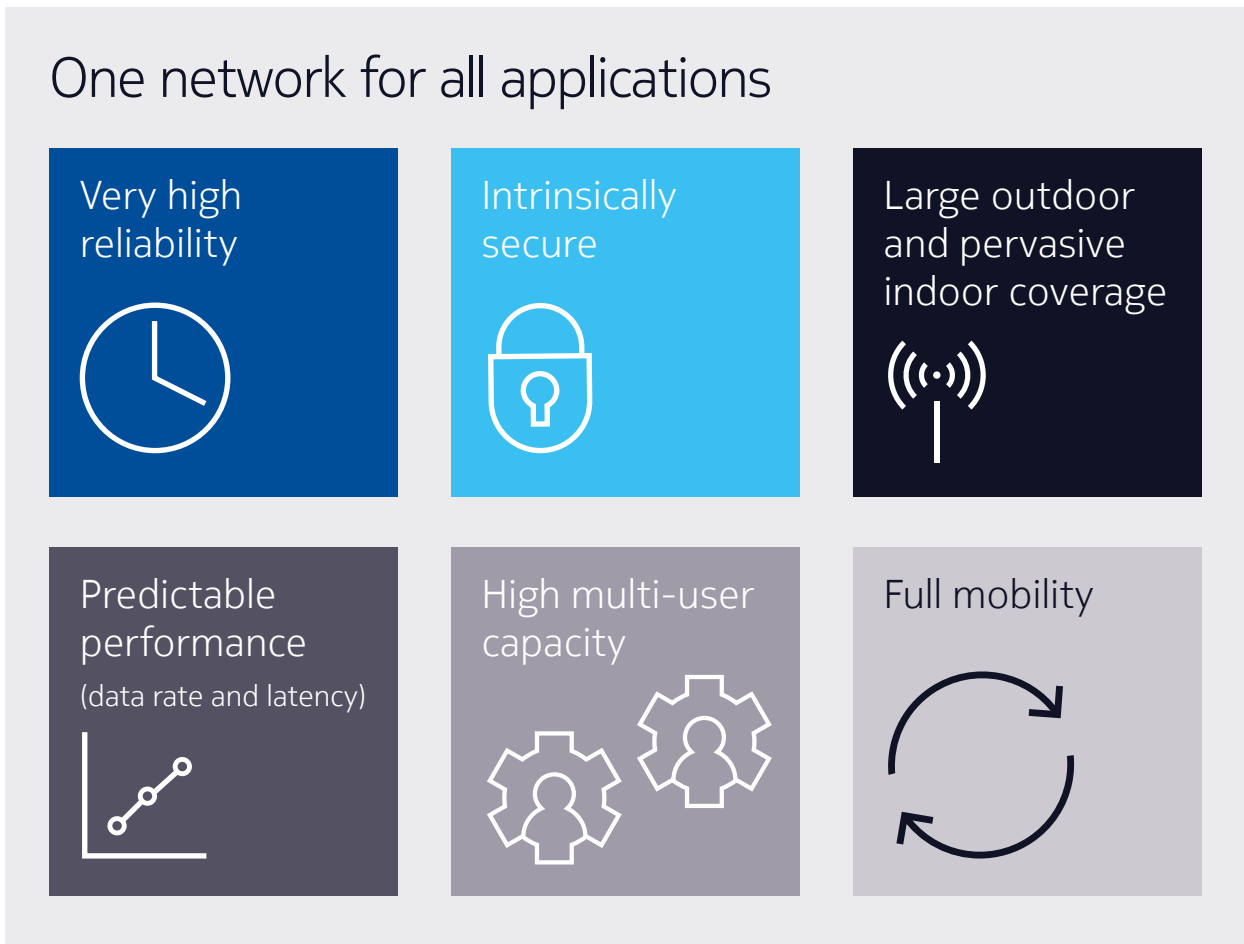 One network for all applications
Very high
reliability
Intrinsically
secure
Large outdoor
and pervasive
indoor coverage
Predictable
performance
(data rate and latency)
High multi-user
capacity
Full mobility